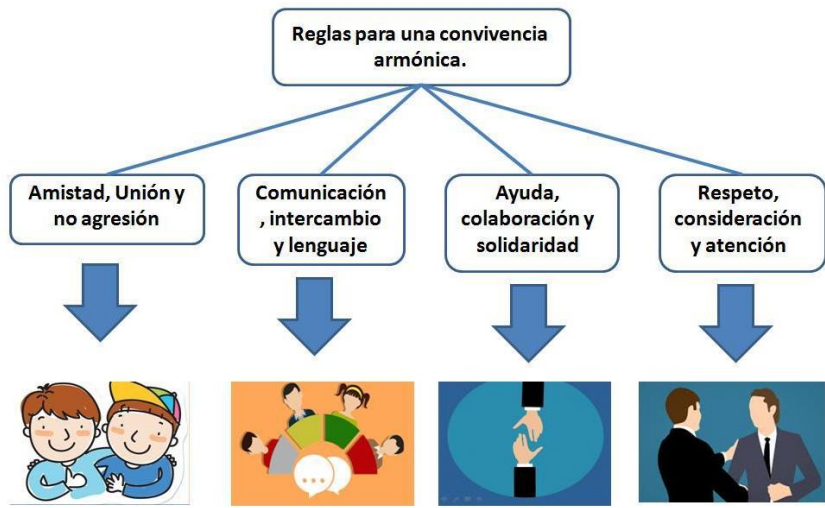 Reglas para una convivencia
armónica.
Amistad, Unión y
no agresión
Comunicación
, intercambio
y lenguaje
Ayuda,
colaboración y
solidaridad
Respeto,
consideración
y atención